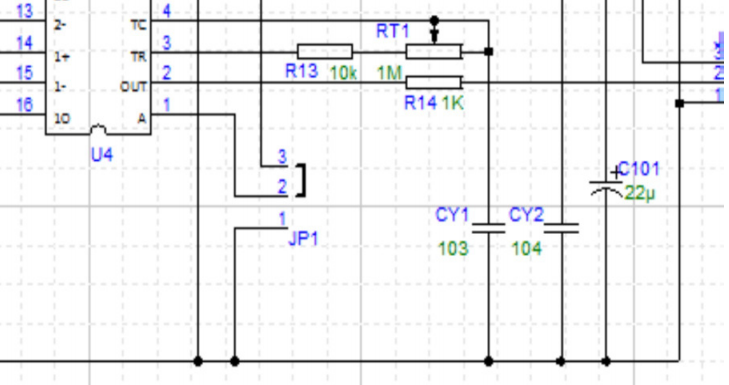 13 2- TC 4
RT1
14 1+ TR 3
R13 10k 1M
15 1- OUT 2
R14 1K
16 1O A 1
U4
3
2
1
JP1
CY1 CY2
103 104
+ C101
22µ
3
2
1